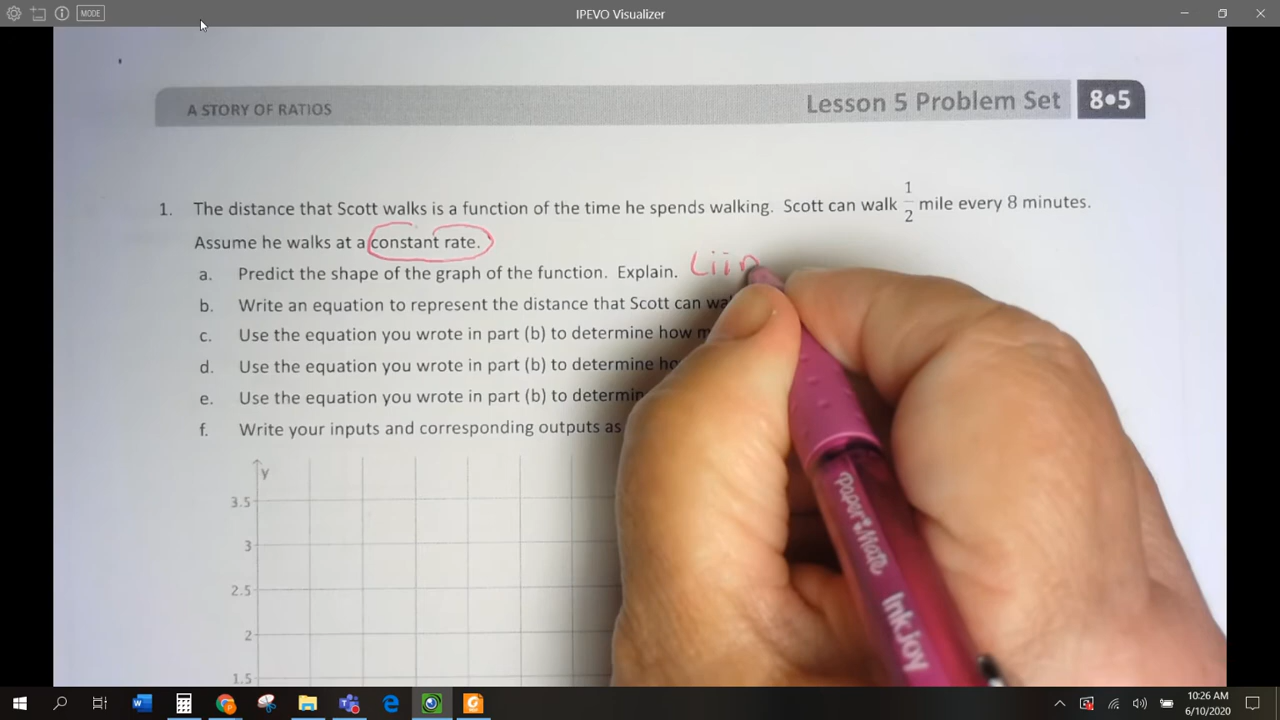 MODE
IPEVO Visualizer
A STORY OF RATIOS
Lesson 5 Problem Set 8•5
1. The distance that Scott walks is a function of the time he spends walking. Scott can walk 1/2 mile every 8 minutes.
Assume he walks at a constant rate.
a. Predict the shape of the graph of the function. Explain. Liin
b. Write an equation to represent the distance that Scott can wa
c. Use the equation you wrote in part (b) to determine how m
d. Use the equation you wrote in part (b) to determine ho
e. Use the equation you wrote in part (b) to determin
f. Write your inputs and corresponding outputs as
y
3.5
3
2.5
2
1.5
Paper Mate
InkJoy
10:26 AM
6/10/2020